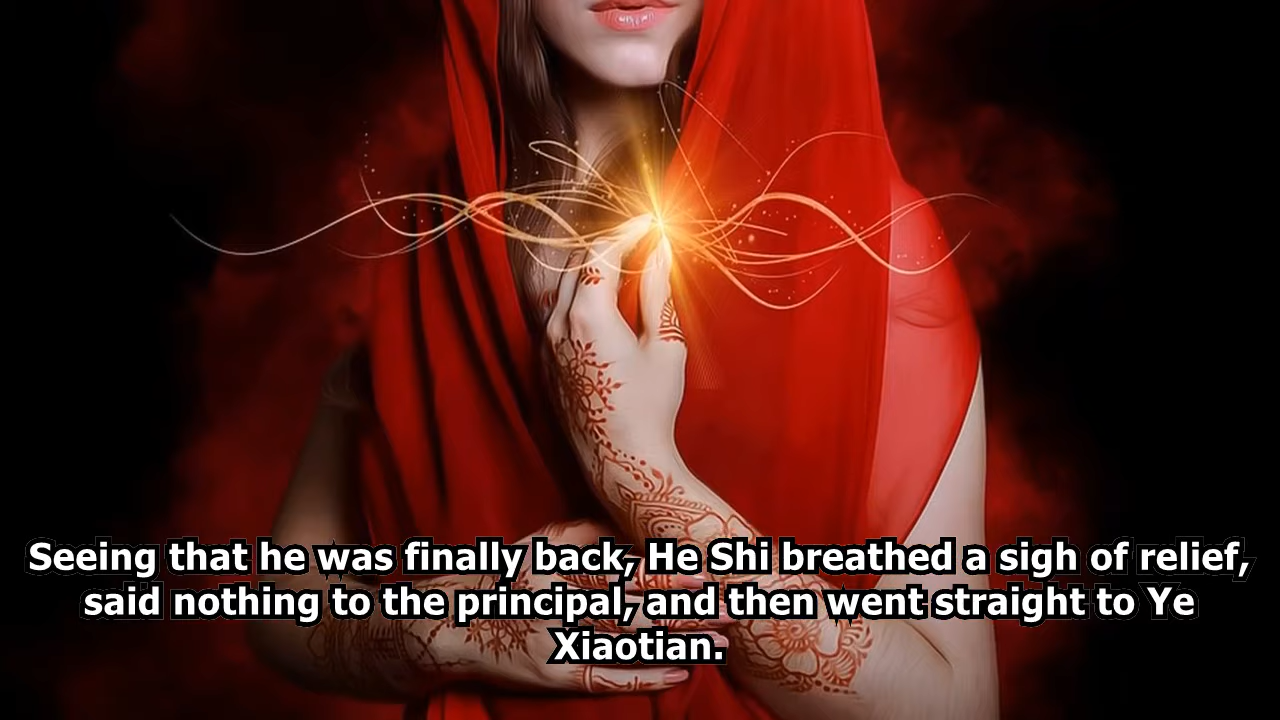 Seeing that he was finally back, He Shi breathed a sigh of relief,
said nothing to the principal, and then went straight to Ye
Xiaotian.